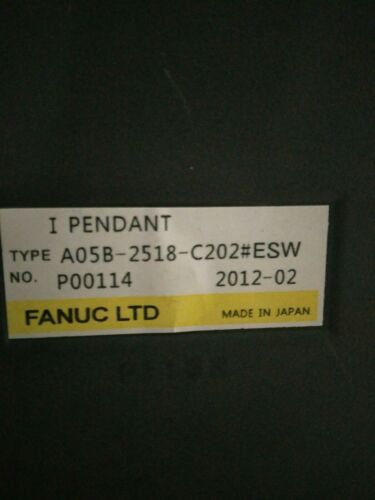 I PENDANT
TYPE A05B-2518-C202#ESW
NO. P00114 2012-02
FANUC LTD MADE IN JAPAN